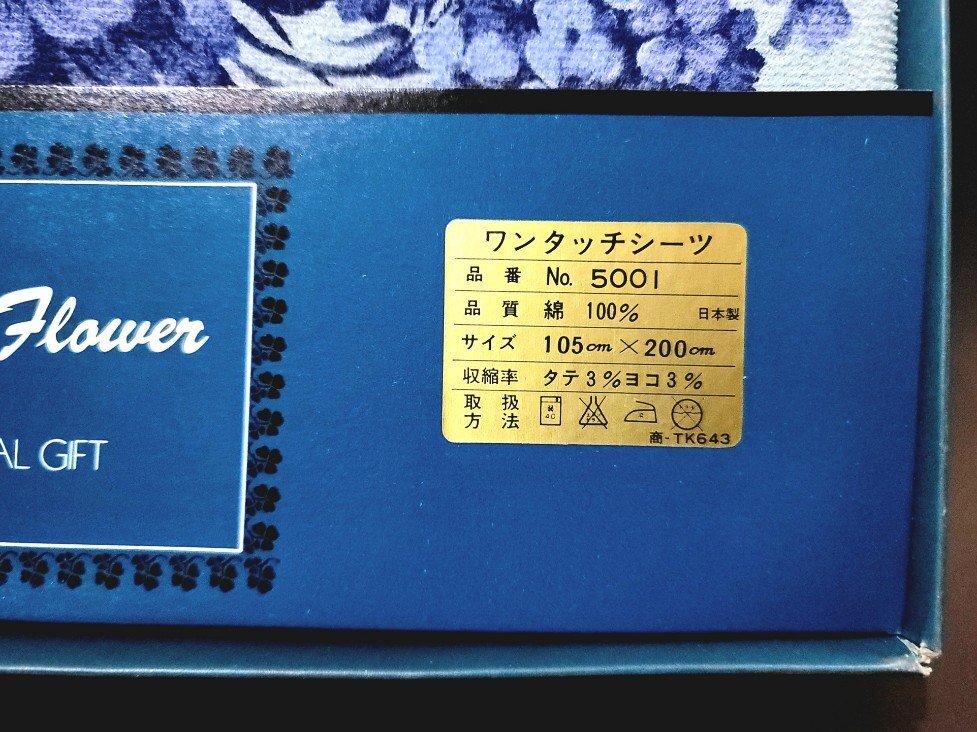 Flower
AL GIFT
ワンタッチシーツ
品番 No. 5001
品質 綿 100% 日本製
サイズ 105cm×200cm
収縮率 タテ3%ヨコ3%
取扱
方法
40
商-TK643